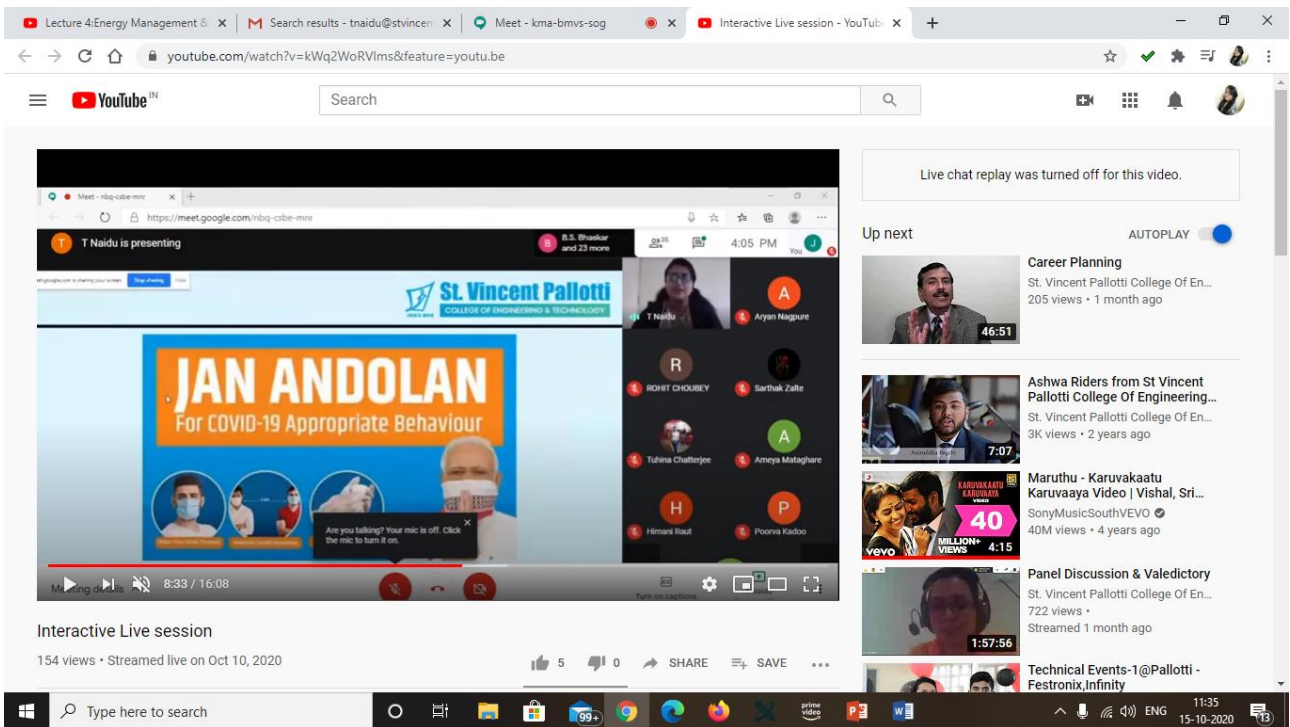 Lecture 4:Energy Management &
Search results - tnaidu@stvincen
Meet - kma-bmvs-sog
Interactive Live session - YouTube
youtube.com/watch?v=kWq2WoRVlms&feature=youtu.be
YouTube IN
Search
Meet - nbq-csbe-mnr
https://meet.google.com/nbq-csbe-mnr
T
T Naidu is presenting
B
B.S. Bhaskar
and 23 more
35
4:05 PM
You
J
Stop sharing
Hide
St. Vincent Pallotti
COLLEGE OF ENGINEERING & TECHNOLOGY
JAN ANDOLAN
For COVID-19 Appropriate Behaviour
T Naidu
A
Aryan Nagpure
R
ROHIT CHOUBEY
Sarthak Zalte
Tuhina Chatterjee
A
Ameya Mataghare
H
Himani Raut
P
Poorva Kadoo
Are you talking? Your mic is off. Click
the mic to turn it on.
Meeting details
8:33 / 16:08
Turn on captions
Interactive Live session
154 views • Streamed live on Oct 10, 2020
5
0
SHARE
SAVE
Live chat replay was turned off for this video.
Up next
AUTOPLAY
46:51
Career Planning
St. Vincent Pallotti College Of En...
205 views • 1 month ago
7:07
Ashwa Riders from St Vincent
Pallotti College Of Engineering...
St. Vincent Pallotti College Of En...
3K views • 2 years ago
KARUVAKAATU
KARUVAAYA
VIDEO
40
MILLION+
VIEWS
vevo
4:15
Maruthu - Karuvakaatu
Karuvaaya Video | Vishal, Sri...
SonyMusicSouthVEVO
40M views • 4 years ago
1:57:56
Panel Discussion & Valedictory
St. Vincent Pallotti College Of En...
722 views •
Streamed 1 month ago
Technical Events-1@Pallotti -
Festronix,Infinity
Type here to search
99+
prime
video
ENG
11:35
15-10-2020
13